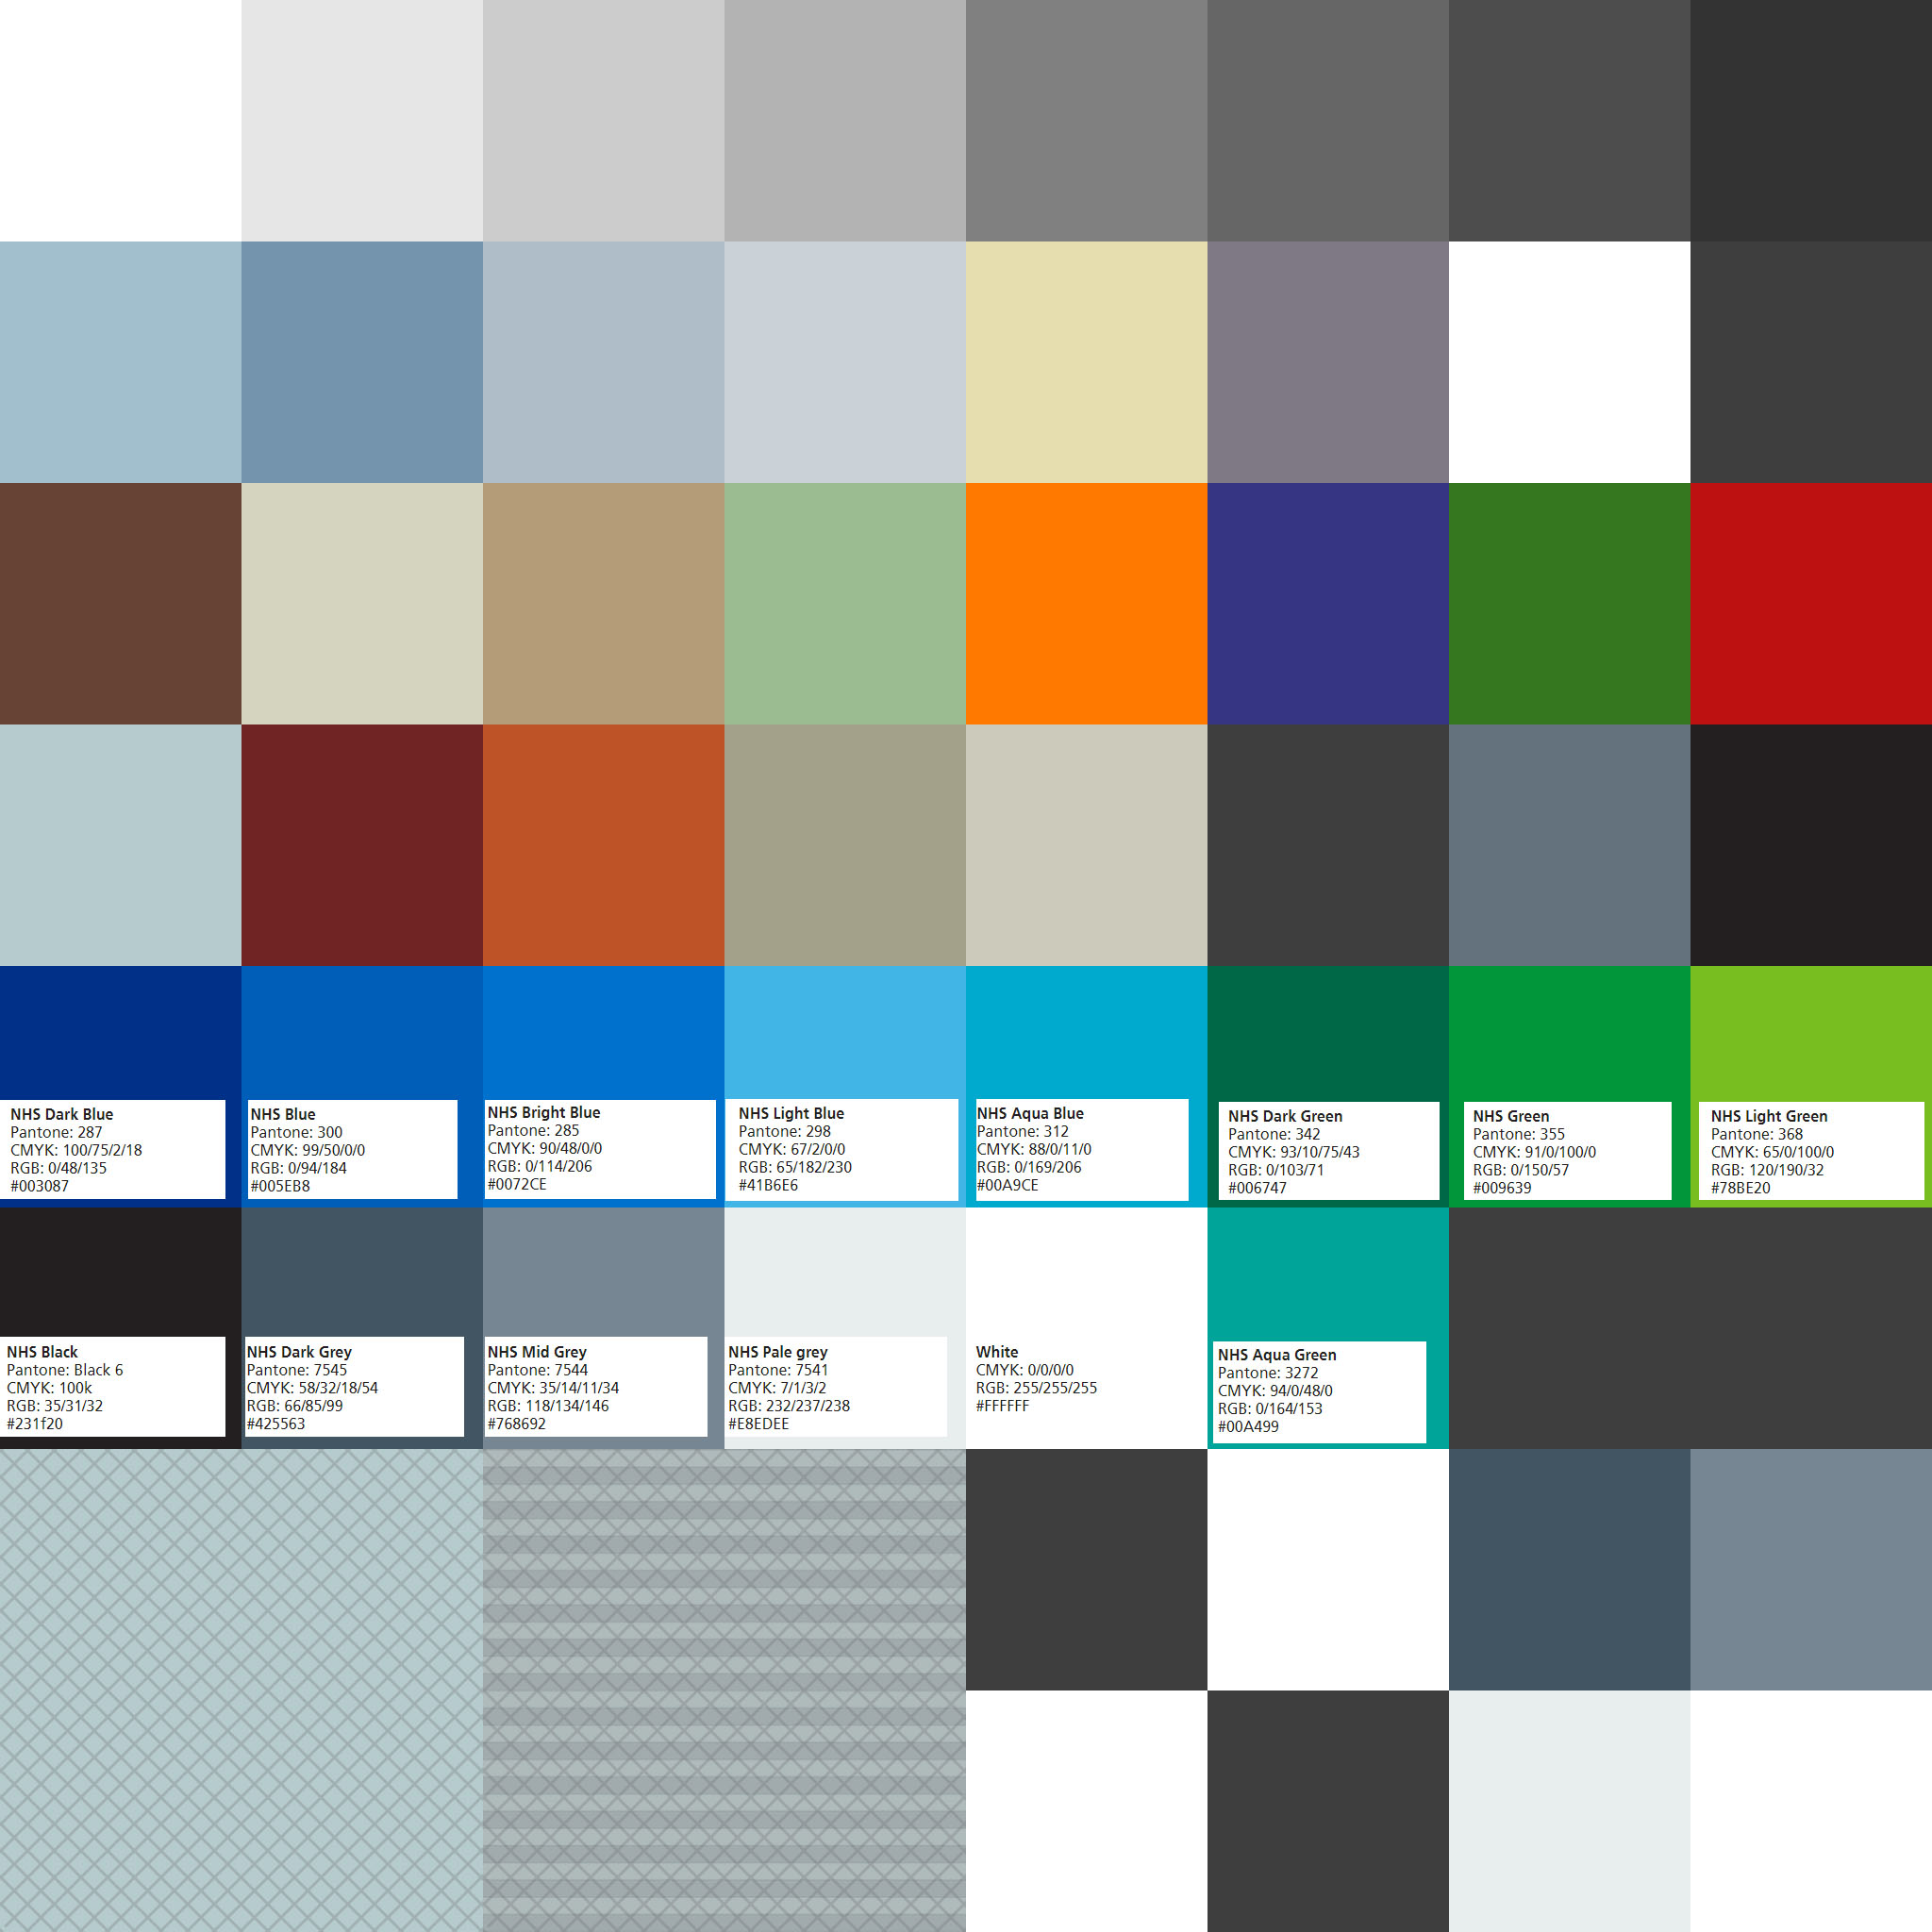 NHS Dark Blue
Pantone: 287
CMYK: 100/75/2/18
RGB: 0/48/135
#003087
NHS Blue
Pantone: 300
CMYK: 99/50/0/0
RGB: 0/94/184
#005EB8
NHS Bright Blue
Pantone: 285
CMYK: 90/48/0/0
RGB: 0/114/206
#0072CE
NHS Light Blue
Pantone: 298
CMYK: 67/2/0/0
RGB: 65/182/230
#41B6E6
NHS Aqua Blue
Pantone: 312
CMYK: 88/0/11/0
RGB: 0/169/206
#00A9CE
NHS Dark Green
Pantone: 342
CMYK: 93/10/75/43
RGB: 0/103/71
#006747
NHS Green
Pantone: 355
CMYK: 91/0/100/0
RGB: 0/150/57
#009639
NHS Light Green
Pantone: 368
CMYK: 65/0/100/0
RGB: 120/190/32
#78BE20
NHS Black
Pantone: Black 6
CMYK: 100k
RGB: 35/31/32
#231f20
NHS Dark Grey
Pantone: 7545
CMYK: 58/32/18/54
RGB: 66/85/99
#425563
NHS Mid Grey
Pantone: 7544
CMYK: 35/14/11/34
RGB: 118/134/146
#768692
NHS Pale grey
Pantone: 7541
CMYK: 7/1/3/2
RGB: 232/237/238
#E8EDEE
White
CMYK: 0/0/0/0
RGB: 255/255/255
#FFFFFF
NHS Aqua Green
Pantone: 3272
CMYK: 94/0/48/0
RGB: 0/164/153
#00A499